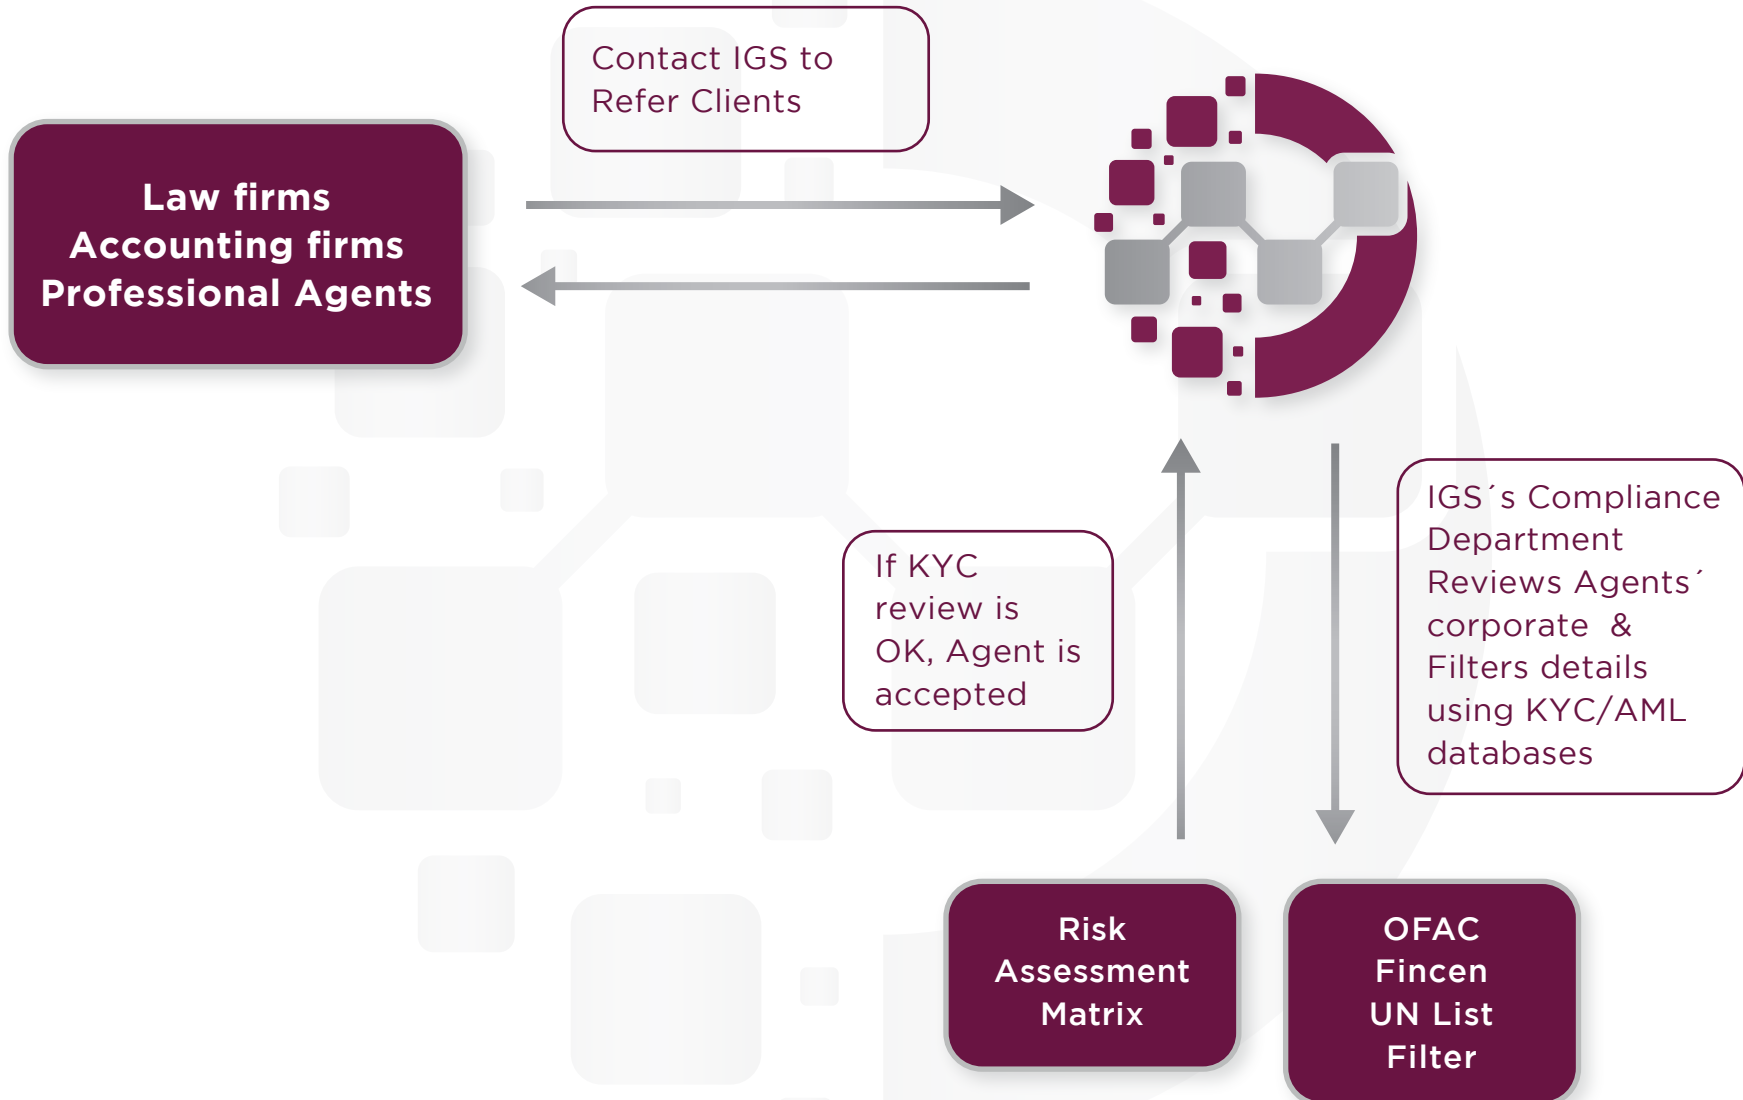 Contact IGS to
Refer Clients
Law firms
Accounting firms
Professional Agents
If KYC
review is
OK, Agent is
accepted
IGS´s Compliance
Department
Reviews Agents´
corporate &
Filters details
using KYC/AML
databases
Risk
Assessment
Matrix
OFAC
Fincen
UN List
Filter